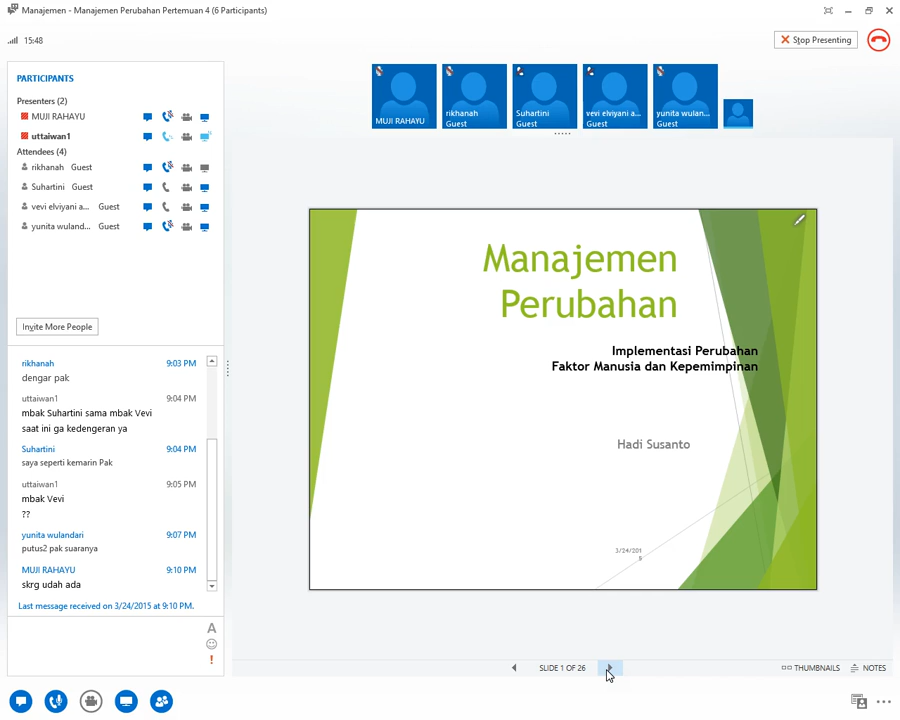 Manajemen - Manajemen Perubahan Pertemuan 4 (6 Participants)
15:48
Stop Presenting
PARTICIPANTS
Presenters (2)
MUJI RAHAYU
uttaiwan1
Attendees (4)
rikhanah Guest
Suhartini Guest
vevi elviyani a... Guest
yunita wuland... Guest
Invite More People
MUJI RAHAYU
rikhanah
Guest
Suhartini
Guest
vevi elviyani a...
Guest
yunita wulan...
Guest
rikhanah 9:03 PM
dengar pak
uttaiwan1 9:04 PM
mbak Suhartini sama mbak Vevi
saat ini ga kedengeran ya
Suhartini 9:04 PM
saya seperti kemarin Pak
uttaiwan1 9:05 PM
mbak Vevi
??
yunita wulandari 9:07 PM
putus2 pak suaranya
MUJI RAHAYU 9:10 PM
skrg udah ada
Last message received on 3/24/2015 at 9:10 PM.
A
!
Manajemen
Perubahan
Implementasi Perubahan
Faktor Manusia dan Kepemimpinan
Hadi Susanto
3/24/201
5
SLIDE 1 OF 26
THUMBNAILS
NOTES